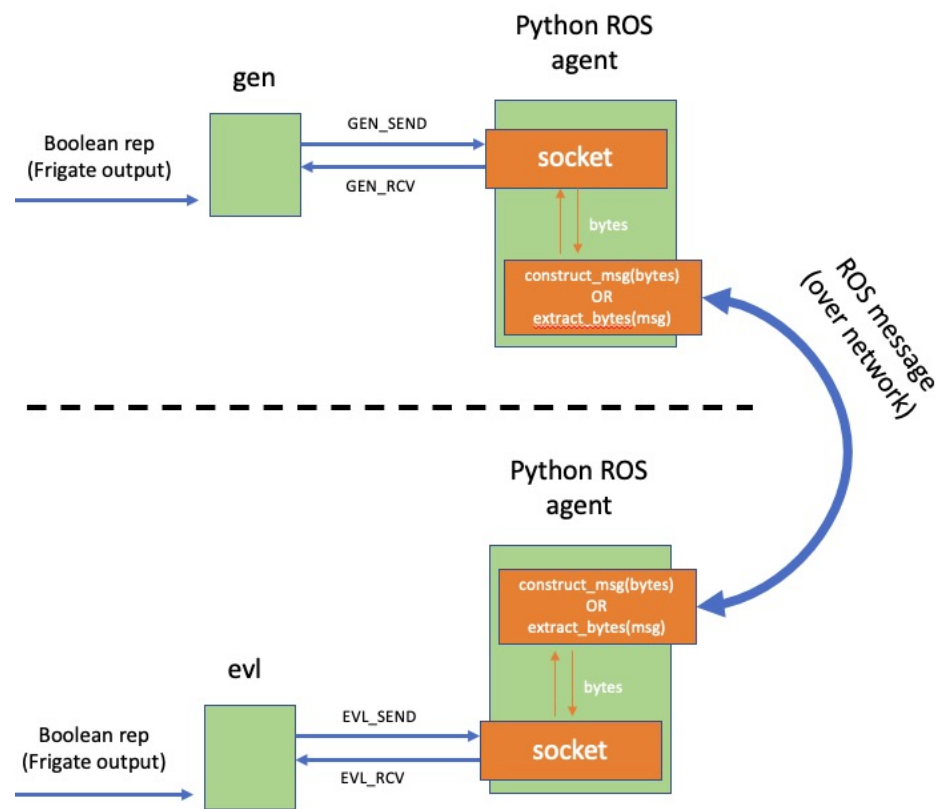 Python ROS
agent
gen
Boolean rep
(Frigate output)
GEN_SEND
GEN_RCV
socket
bytes
construct_msg(bytes)
OR
extract_bytes(msg)
ROS message
(over network)
Python ROS
agent
construct_msg(bytes)
OR
extract_bytes(msg)
bytes
evl
Boolean rep
(Frigate output)
EVL_SEND
EVL_RCV
socket